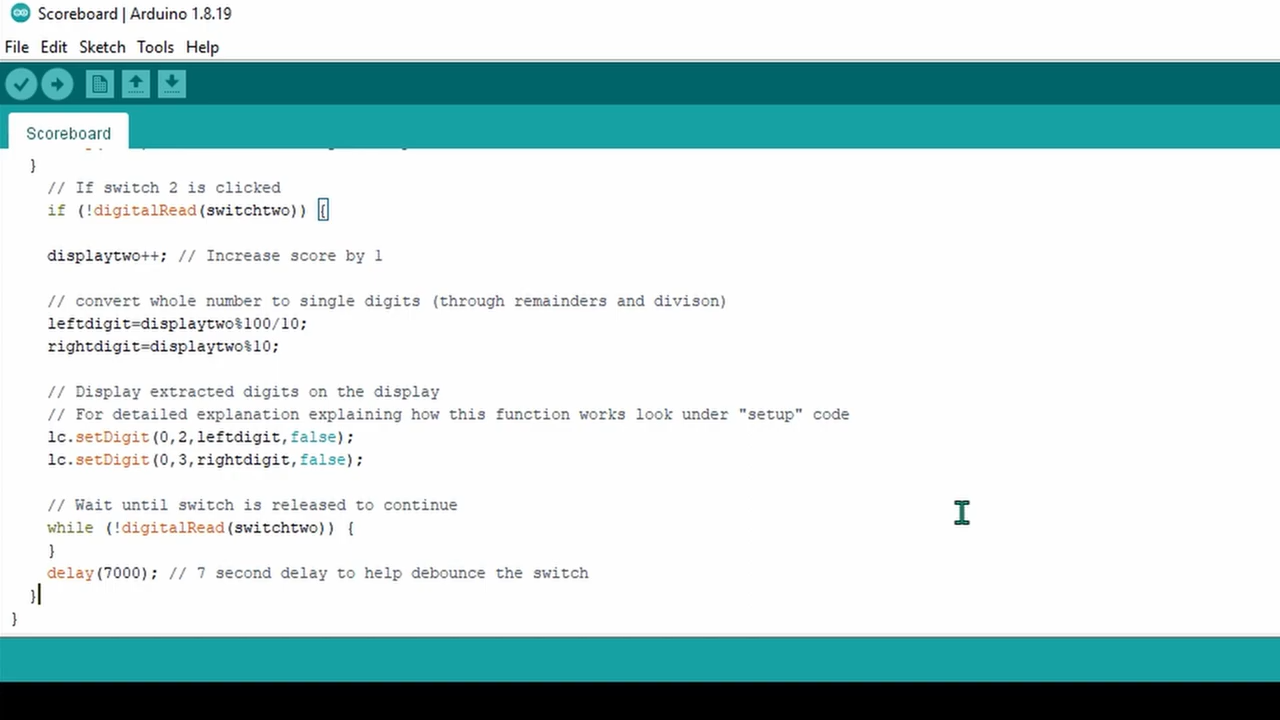 Scoreboard | Arduino 1.8.19
File Edit Sketch Tools Help
Scoreboard
}
// If switch 2 is clicked
if (!digitalRead(switchtwo)) {
displaytwo++; // Increase score by 1
// convert whole number to single digits (through remainders and divison)
leftdigit=displaytwo%100/10;
rightdigit=displaytwo%10;
// Display extracted digits on the display
// For detailed explanation explaining how this function works look under "setup" code
lc.setDigit(0,2,leftdigit,false);
lc.setDigit(0,3,rightdigit,false);
// Wait until switch is released to continue
while (!digitalRead(switchtwo)) {
}
delay(7000); // 7 second delay to help debounce the switch
}
}